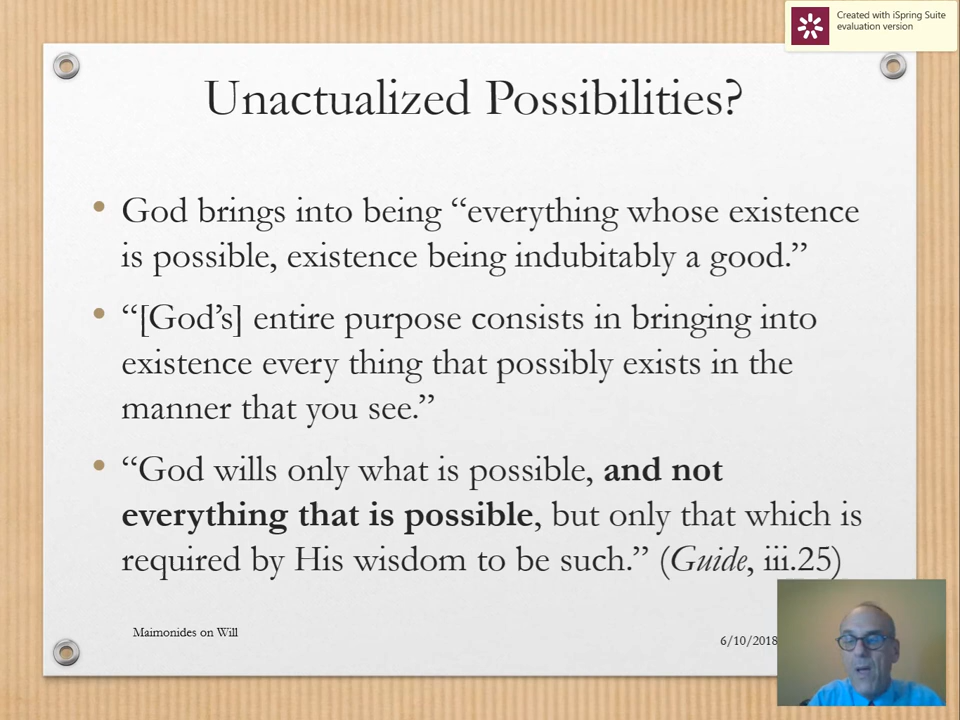 Created with iSpring Suite
evaluation version
Unactualized Possibilities?
• God brings into being “everything whose existence
is possible, existence being indubitably a good.”
• “[God’s] entire purpose consists in bringing into
existence every thing that possibly exists in the
manner that you see.”
• “God wills only what is possible, and not
everything that is possible, but only that which is
required by His wisdom to be such.” (Guide, iii.25)
Maimonides on Will
6/10/2018